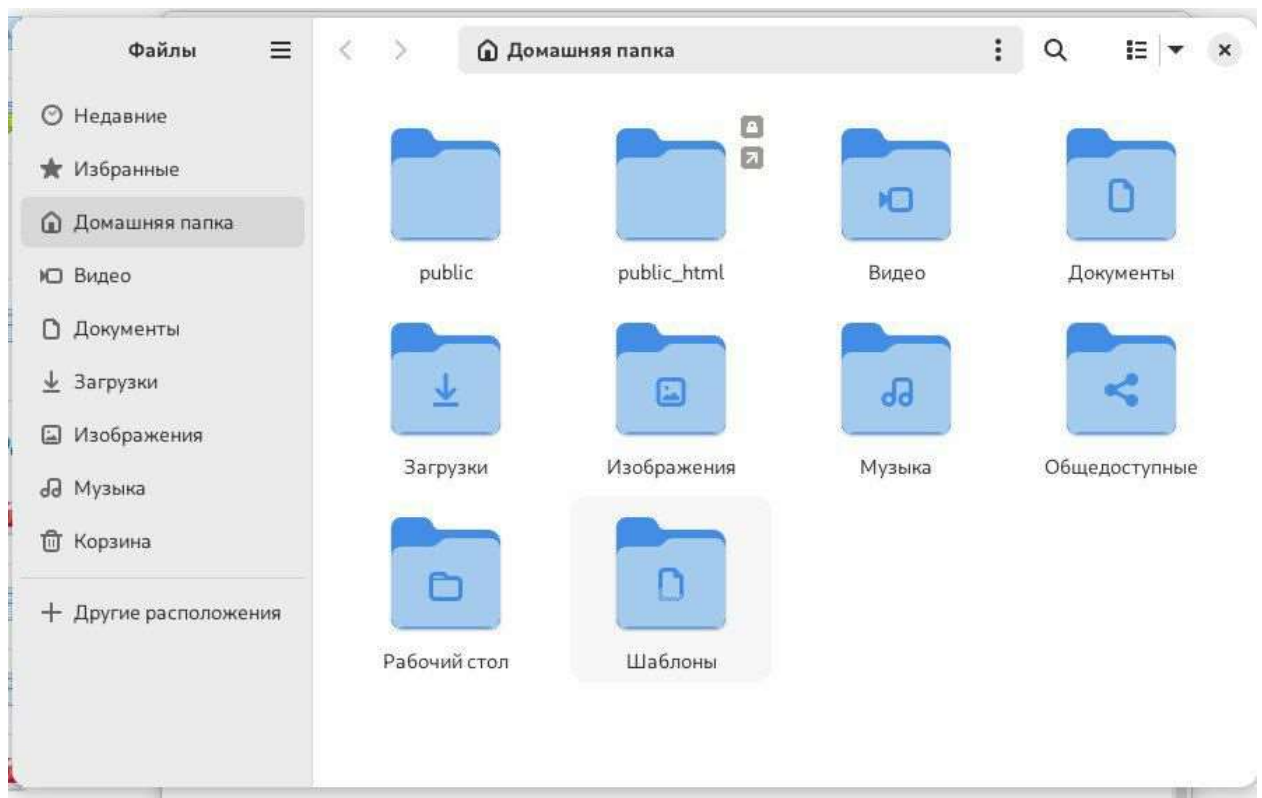 Файлы
Домашняя папка
Недавние
Избранные
Домашняя папка
Видео
Документы
Загрузки
Изображения
Музыка
Корзина
Другие расположения
public
public_html
Видео
Документы
Загрузки
Изображения
Музыка
Общедоступные
Рабочий стол
Шаблоны